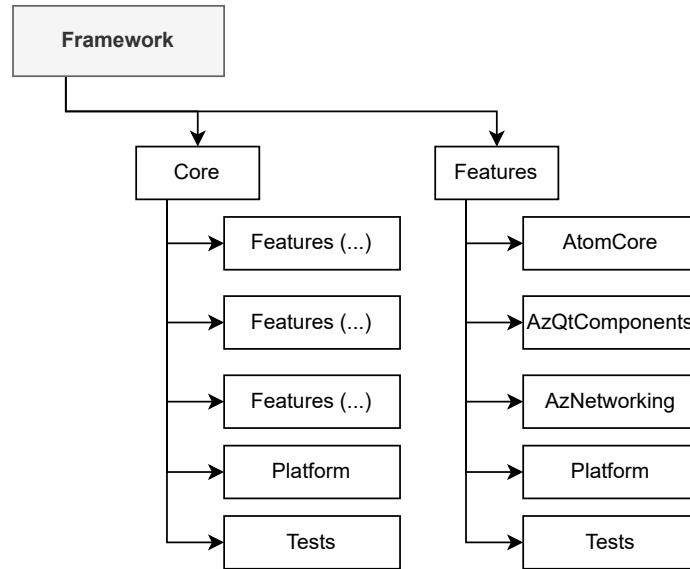 Framework
Core
Features
Features (...)
AtomCore
Features (...)
AzQtComponents
Features (...)
AzNetworking
Platform
Platform
Tests
Tests